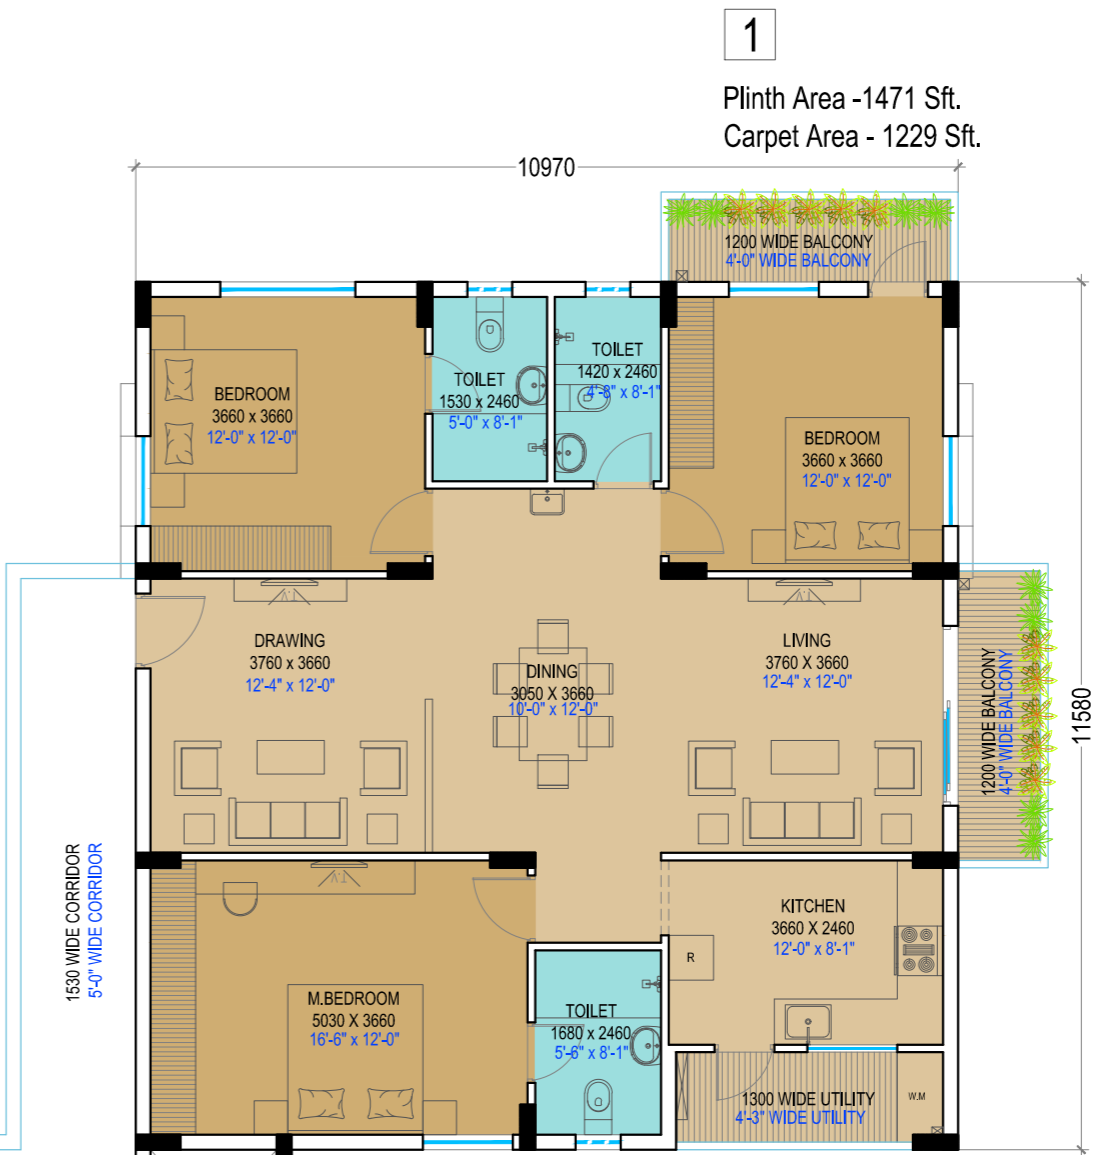 1
Plinth Area -1471 Sft.
Carpet Area - 1229 Sft.
10970
1200 WIDE BALCONY
4'-0" WIDE BALCONY
BEDROOM
3660 x 3660
12'-0" x 12'-0"
TOILET
1530 x 2460
5'-0" x 8'-1"
TOILET
1420 x 2460
4'-8" x 8'-1"
BEDROOM
3660 x 3660
12'-0" x 12'-0"
T.V
T.V
DRAWING
3760 x 3660
12'-4" x 12'-0"
DINING
3050 X 3660
10'-0" x 12'-0"
LIVING
3760 X 3660
12'-4" x 12'-0"
1200 WIDE BALCONY
4'-0" WIDE BALCONY
11580
1530 WIDE CORRIDOR
5'-0" WIDE CORRIDOR
T.V
KITCHEN
3660 X 2460
12'-0" x 8'-1"
R
M.BEDROOM
5030 X 3660
16'-6" x 12'-0"
TOILET
1680 x 2460
5'-6" x 8'-1"
1300 WIDE UTILITY
4'-3" WIDE UTILITY
W.M